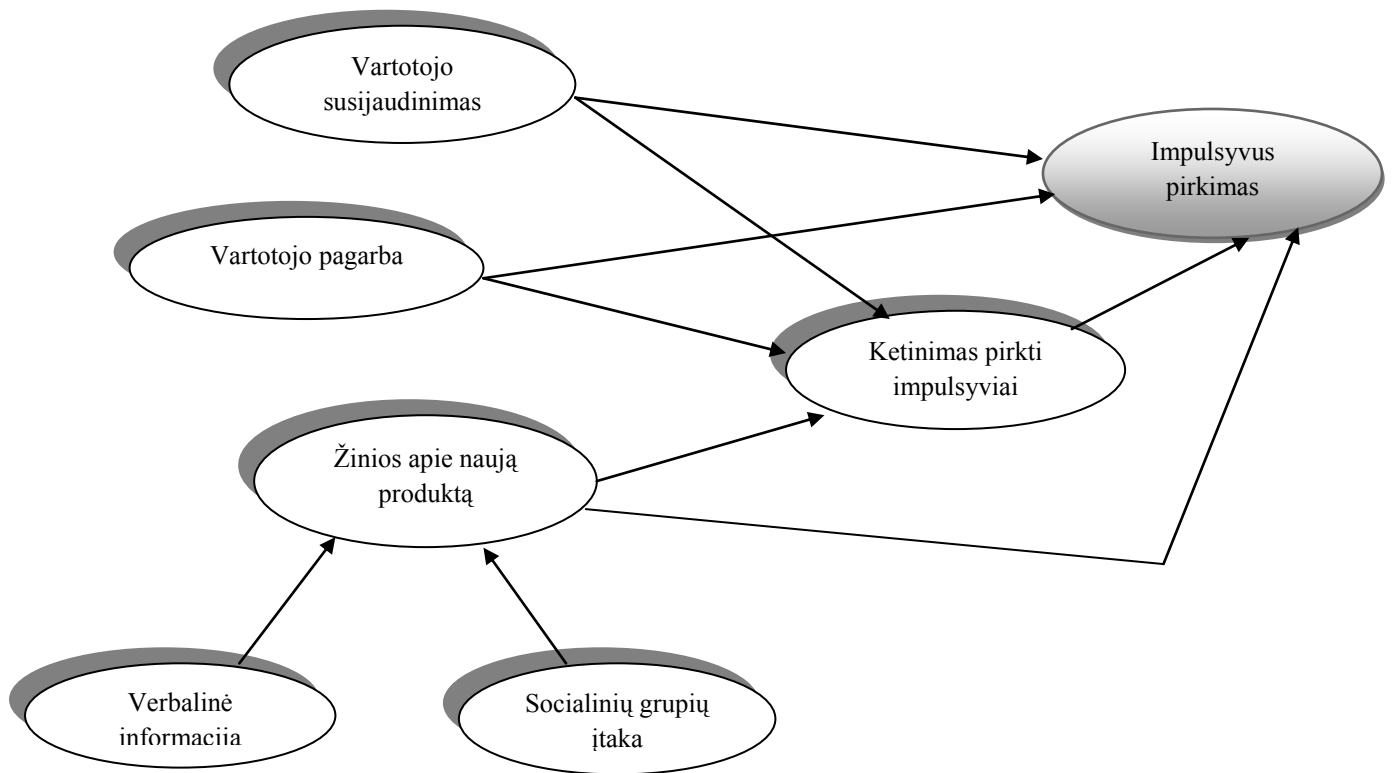 Vartotojo
susijaudinimas
Impulsyvus
pirkimas
Vartotojo pagarba
Ketinimas pirkti
impulsyviai
Žinios apie naują
produktą
Verbalinė
informacija
Socialinių grupių
įtaka